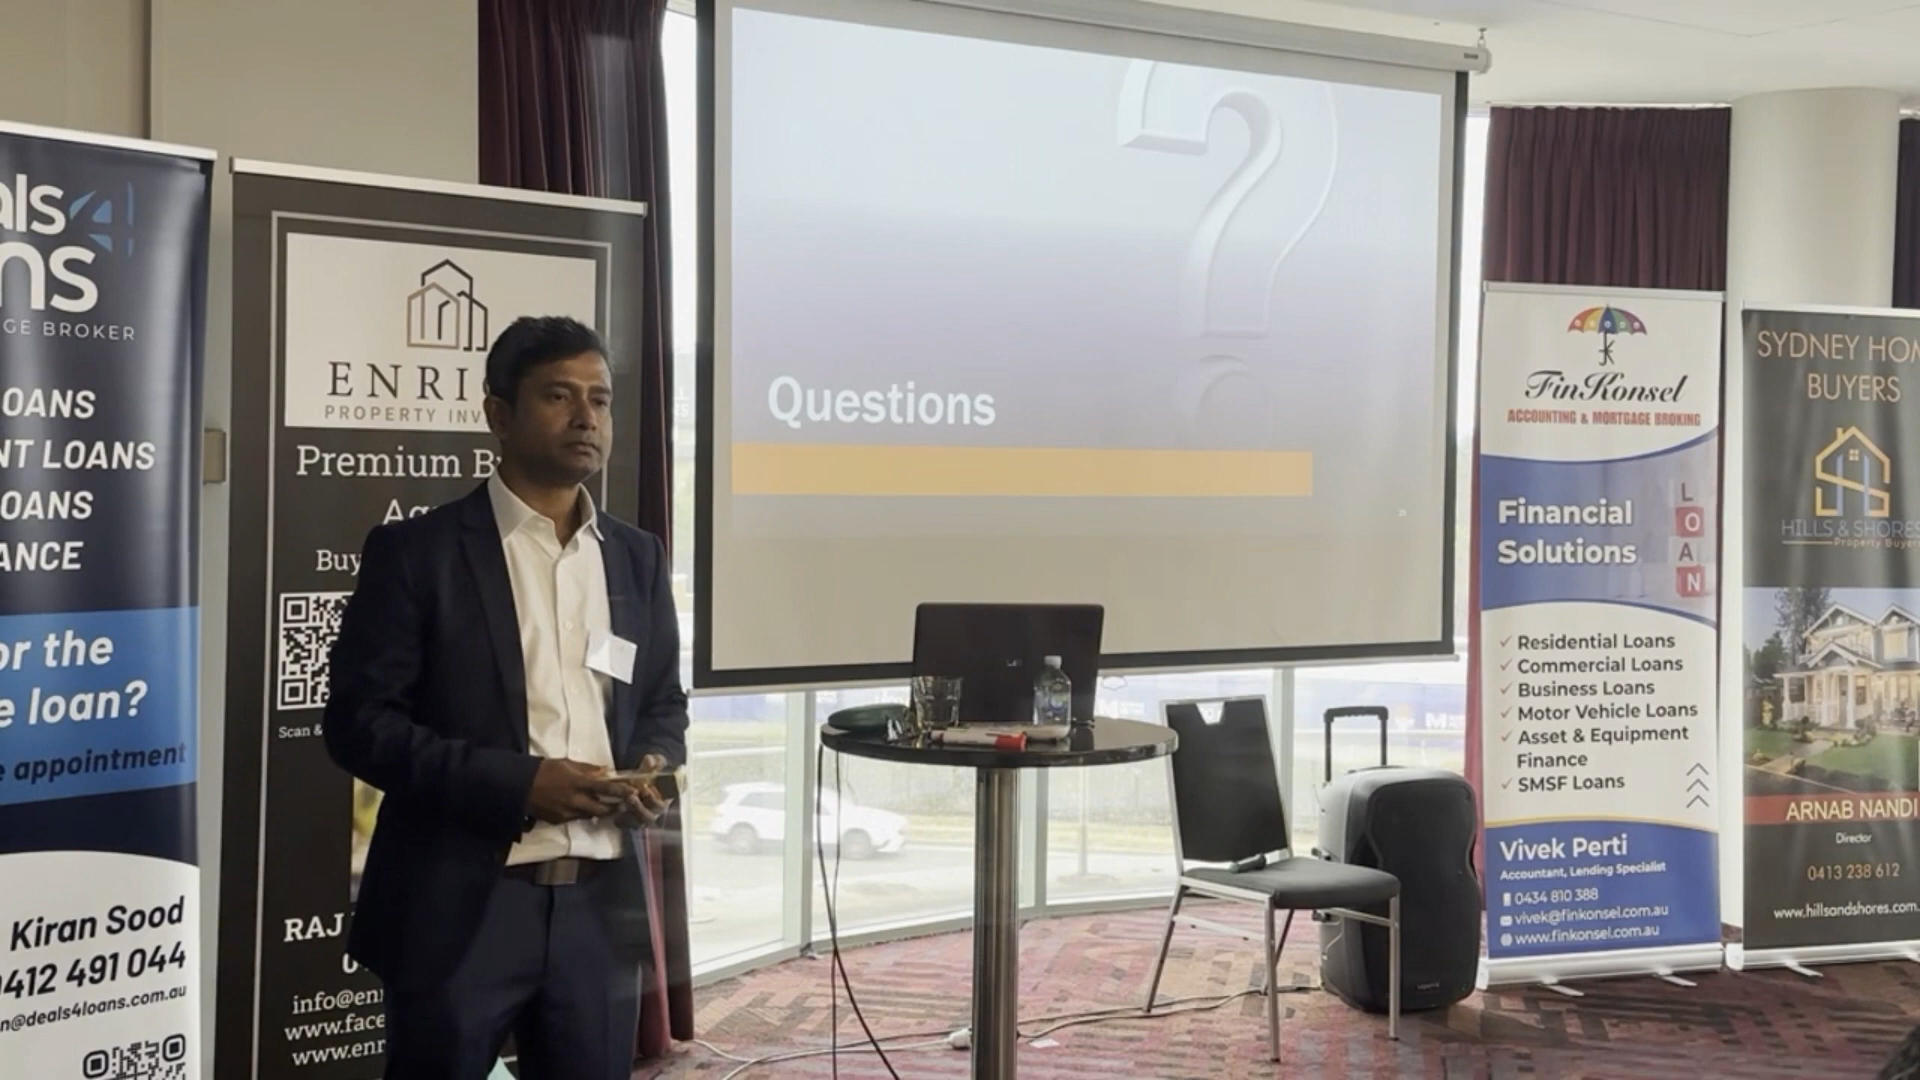 als4
ns
GE BROKER
OANS
NT LOANS
OANS
ANCE
or the
e loan?
e appointment
Kiran Sood
0412 491 044
n@deals4loans.com.au
ENRI
PROPERTY INV
Premium B
Buy
Scan &
RAJ
info@en
www.face
www.en
?
Questions
FinKonsel
ACCOUNTING & MORTGAGE BROKING
Financial
Solutions
L
O
A
N
Residential Loans
Commercial Loans
Business Loans
Motor Vehicle Loans
Asset & Equipment
Finance
SMSF Loans
Vivek Perti
Accountant, Lending Specialist
0434 810 388
vivek@finkonsel.com.au
www.finkonsel.com.au
SYDNEY HOM
BUYERS
HILLS & SHORES
Property Buyers
ARNAB NANDI
Director
0413 238 612
www.hillsandshores.com.